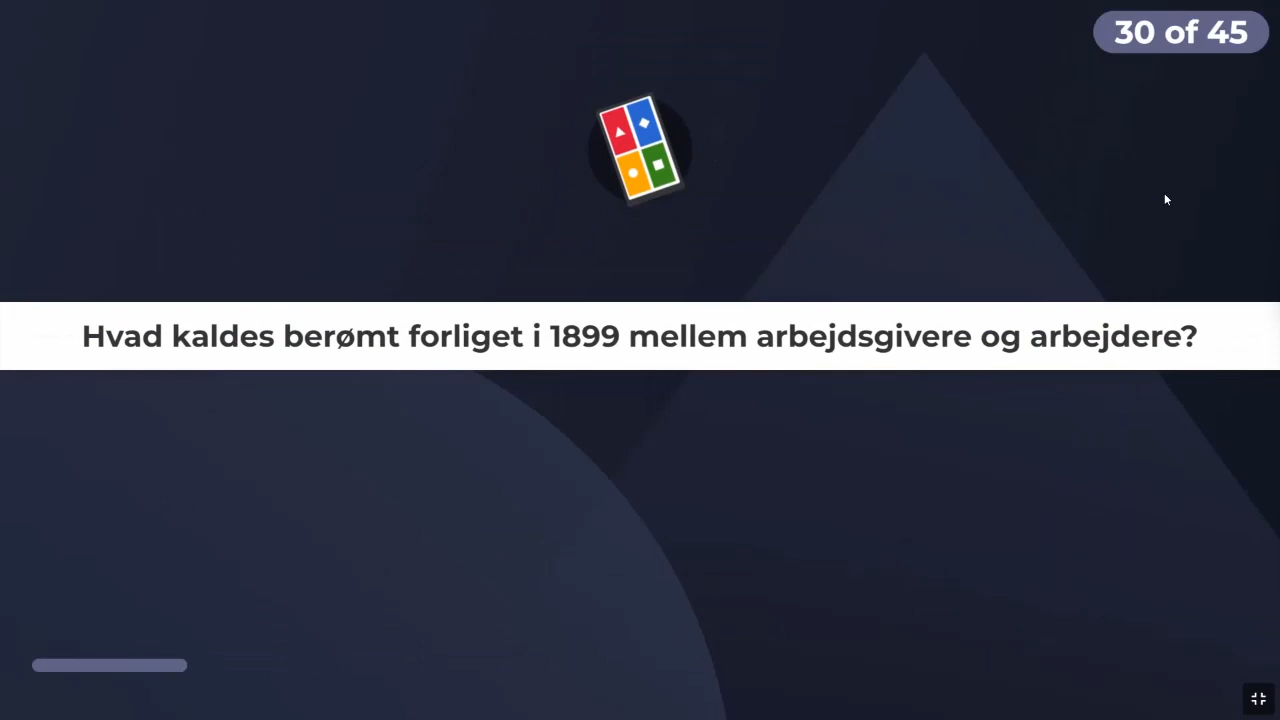 30 of 45
Hvad kaldes berømt forliget i 1899 mellem arbejdsgivere og arbejdere?